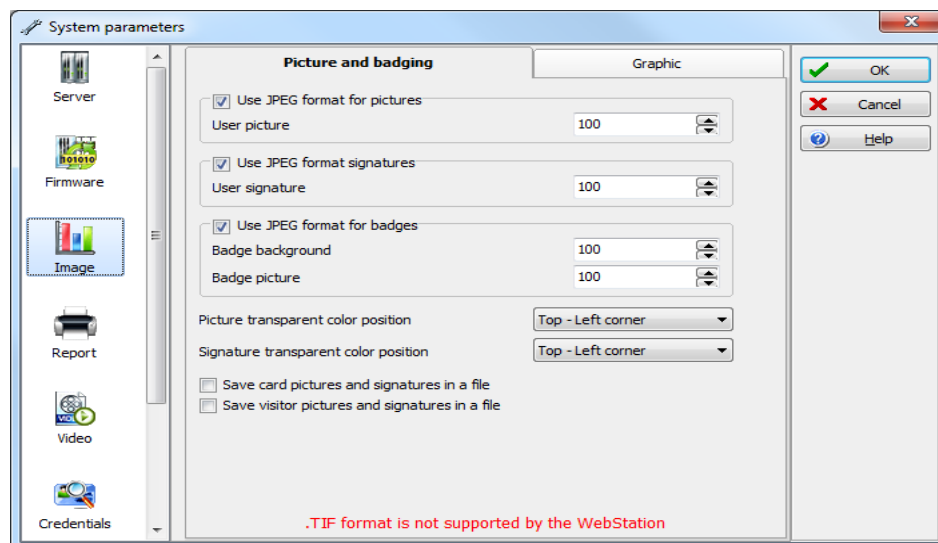 System parameters
Server
Firmware
Image
Report
Video
Credentials
Picture and badging
Graphic
Use JPEG format for pictures
User picture 100
Use JPEG format signatures
User signature 100
Use JPEG format for badges
Badge background 100
Badge picture 100
Picture transparent color position Top - Left corner
Signature transparent color position Top - Left corner
Save card pictures and signatures in a file
Save visitor pictures and signatures in a file
.TIF format is not supported by the WebStation
OK
Cancel
Help